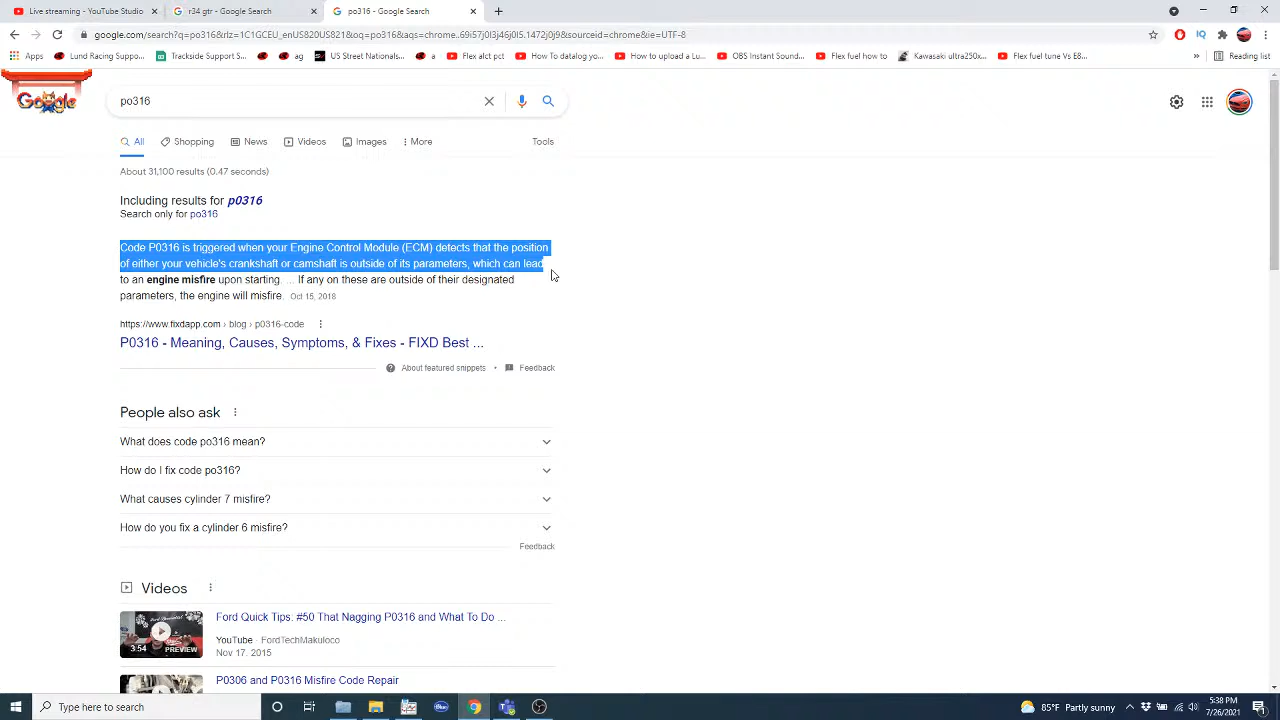 Live streaming - YouTube Studio
r34 gtr - Google Search
po316 - Google Search
google.com/search?q=po316&rlz=1C1GCEU_enUS820US821&oq=po316&aqs=chrome..69i57j0l3j46j0l5.1472j0j9&sourceid=chrome&ie=UTF-8
Apps
Lund Racing Suppo...
Trackside Support S...
ap
US Street Nationals...
Flex alct pct
How To datalog yo...
How to upload a Lu...
OBS Instant Sound...
Flex fuel how to
Kawasaki ultra250x...
Flex fuel tune Vs E8...
»
Reading list
Google
po316
All
Shopping
News
Videos
Images
More
Tools
About 31,100 results (0.47 seconds)
Including results for p0316
Search only for po316
Code P0316 is triggered when your Engine Control Module (ECM) detects that the position
of either your vehicle's crankshaft or camshaft is outside of its parameters, which can lead
to an engine misfire upon starting. ... If any on these are outside of their designated
parameters, the engine will misfire. Oct 15, 2018
https://www.fixdapp.com › blog › p0316-code
P0316 - Meaning, Causes, Symptoms, & Fixes - FIXD Best ...
About featured snippets • Feedback
People also ask
What does code po316 mean?
How do I fix code po316?
What causes cylinder 7 misfire?
How do you fix a cylinder 6 misfire?
Feedback
Videos
Ford Quick Tips: #50 That Nagging P0316 and What To Do ...
YouTube · FordTechMakuloco
Nov 17, 2015
3:54 PREVIEW
P0306 and P0316 Misfire Code Repair
Type here to search
85°F Partly sunny
5:38 PM
7/26/2021